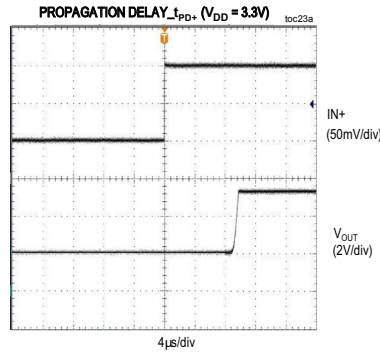 PROPAGATION DELAY_tPD+ (VDD = 3.3V)
toc23a
T
IN+
(50mV/div)
VOUT
(2V/div)
4µs/div